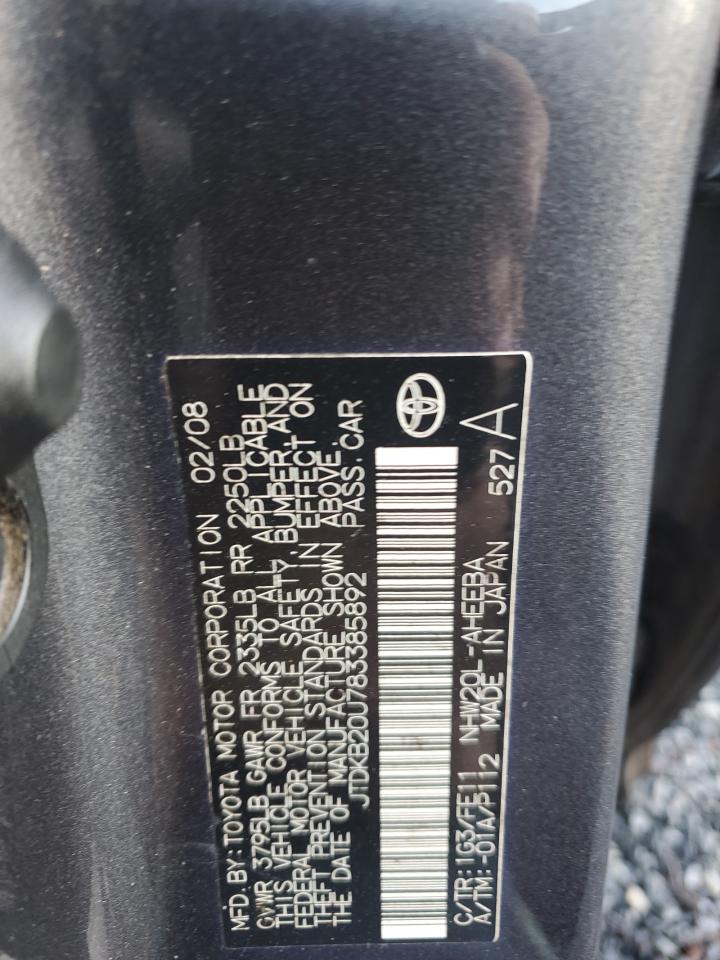 MFD. BY: TOYOTA MOTOR CORPORATION 02/08
GVWR 3795LB GAWR FR 2335LB RR 2250LB
THIS VEHICLE CONFORMS TO ALL APPLICABLE
FEDERAL MOTOR VEHICLE SAFETY, BUMPER, AND
THEFT PREVENTION STANDARDS IN EFFECT ON
THE DATE OF MANUFACTURE SHOWN ABOVE.
JTDKB20U783385892 PASS. CAR
C/TR: 1G3/FE11 NHW20L-AHEEBA
A/TM: -01A/P112 MADE IN JAPAN 527 A